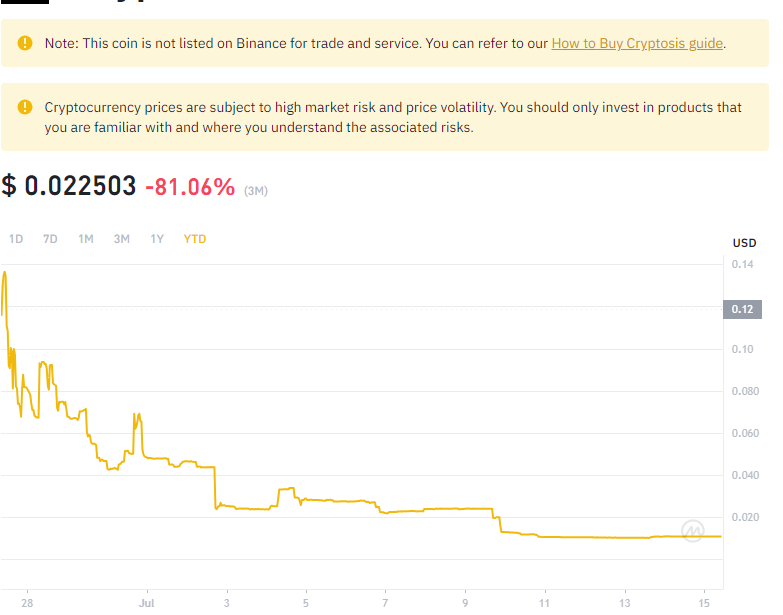 Note: This coin is not listed on Binance for trade and service. You can refer to our How to Buy Cryptosis guide.
Cryptocurrency prices are subject to high market risk and price volatility. You should only invest in products that
you are familiar with and where you understand the associated risks.
$ 0.022503 -81.06% (3M)
1D 7D 1M 3M 1Y YTD
USD
0.14
0.12
0.10
0.080
0.060
0.040
0.020
28 Jul 3 5 7 9 11 13 15